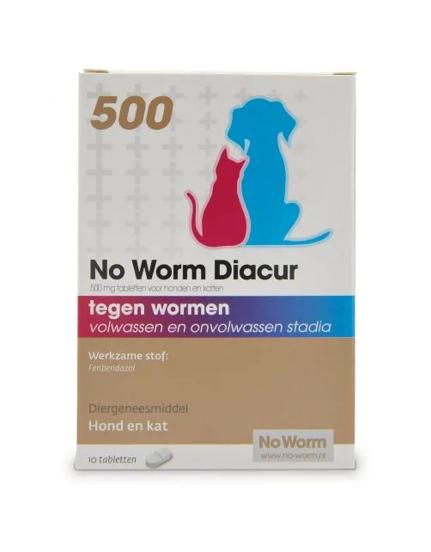 500
No Worm Diacur
500 mg tabletten voor honden en katten
tegen wormen
volwassen en onvolwassen stadia
Werkzame stof:
Fenbendazol
Diergeneesmiddel
Hond en kat
10 tabletten
No Worm
www.no-worm.nl